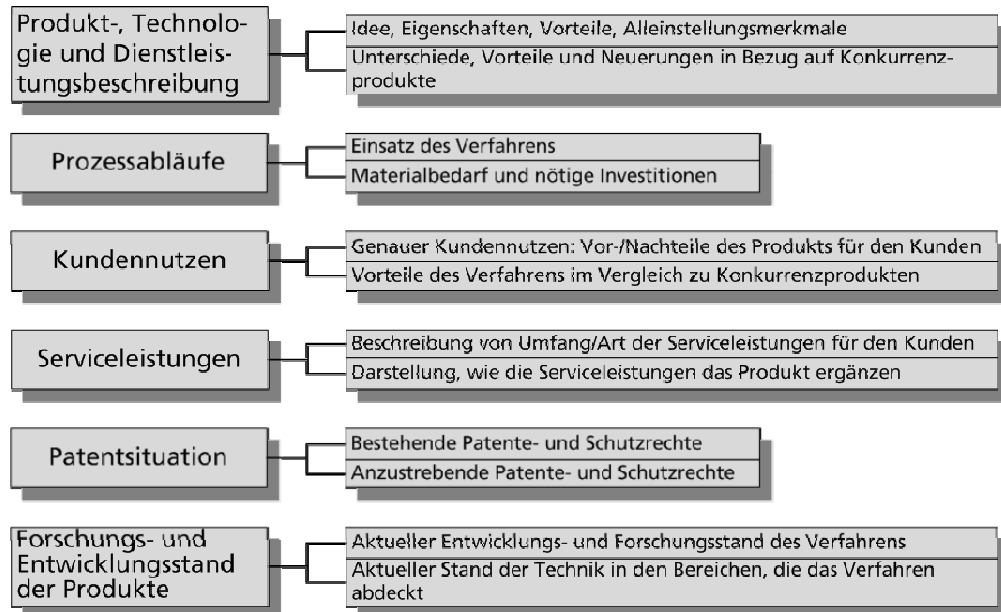 Produkt-, Technolo-
gie und Dienstleis-
tungsbeschreibung
Idee, Eigenschaften, Vorteile, Alleinstellungsmerkmale
Unterschiede, Vorteile und Neuerungen in Bezug auf Konkurrenz-
produkte
Prozessabläufe
Einsatz des Verfahrens
Materialbedarf und nötige Investitionen
Kundennutzen
Genauer Kundennutzen: Vor-/Nachteile des Produkts für den Kunden
Vorteile des Verfahrens im Vergleich zu Konkurrenzprodukten
Serviceleistungen
Beschreibung von Umfang/Art der Serviceleistungen für den Kunden
Darstellung, wie die Serviceleistungen das Produkt ergänzen
Patentsituation
Bestehende Patente- und Schutzrechte
Anzustrebende Patente- und Schutzrechte
Forschungs- und
Entwicklungsstand
der Produkte
Aktueller Entwicklungs- und Forschungsstand des Verfahrens
Aktueller Stand der Technik in den Bereichen, die das Verfahren
abdeckt